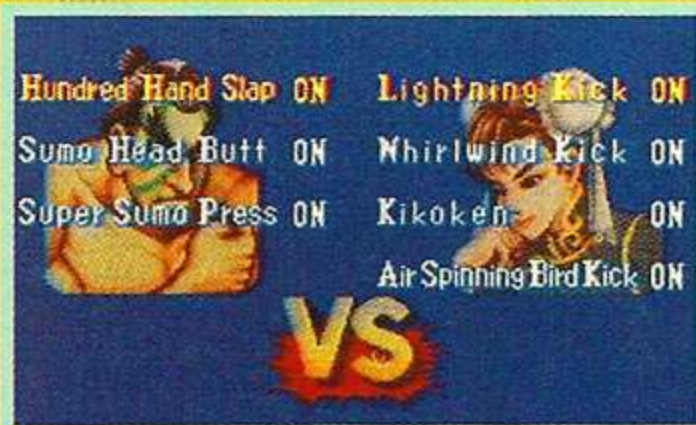 Hundred Hand Slap ON
Sumo Head Butt ON
Super Sumo Press ON
Lightning Kick ON
Whirlwind Kick ON
Kikoken ON
Air Spinning Bird Kick ON
VS